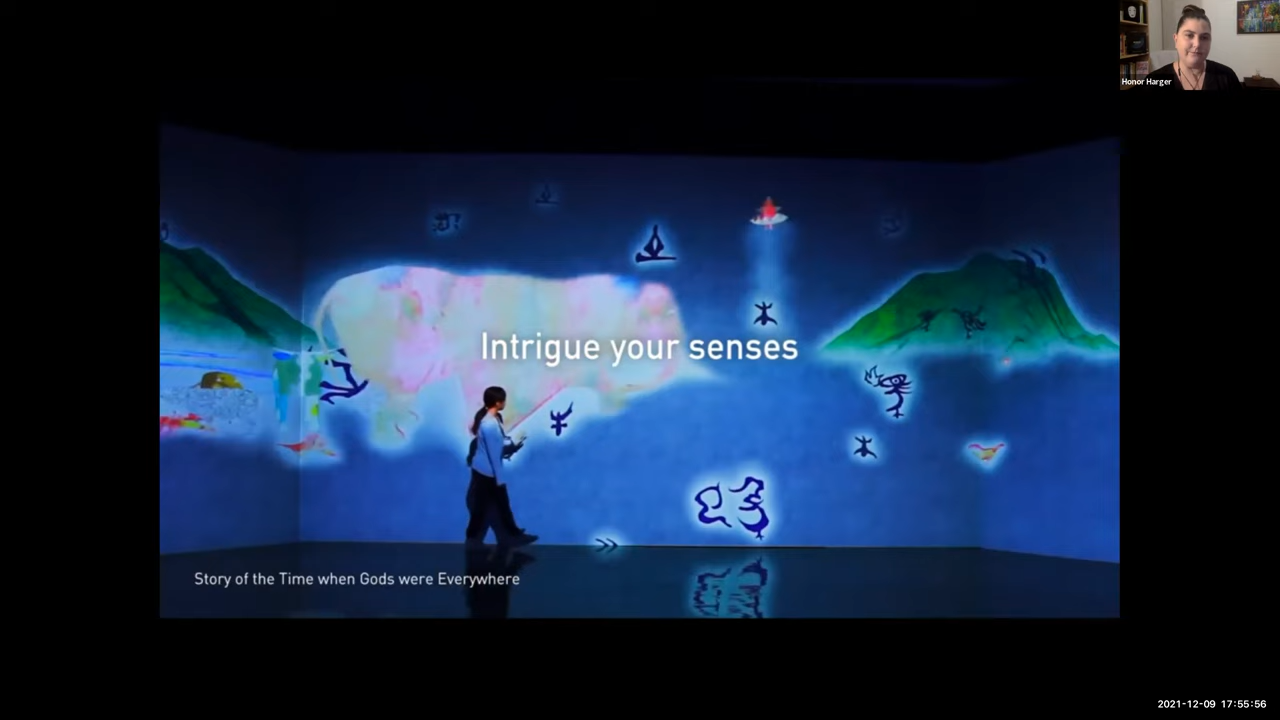 Honor Harger
Intrigue your senses
Story of the Time when Gods were Everywhere
2021-12-09 17:55:56